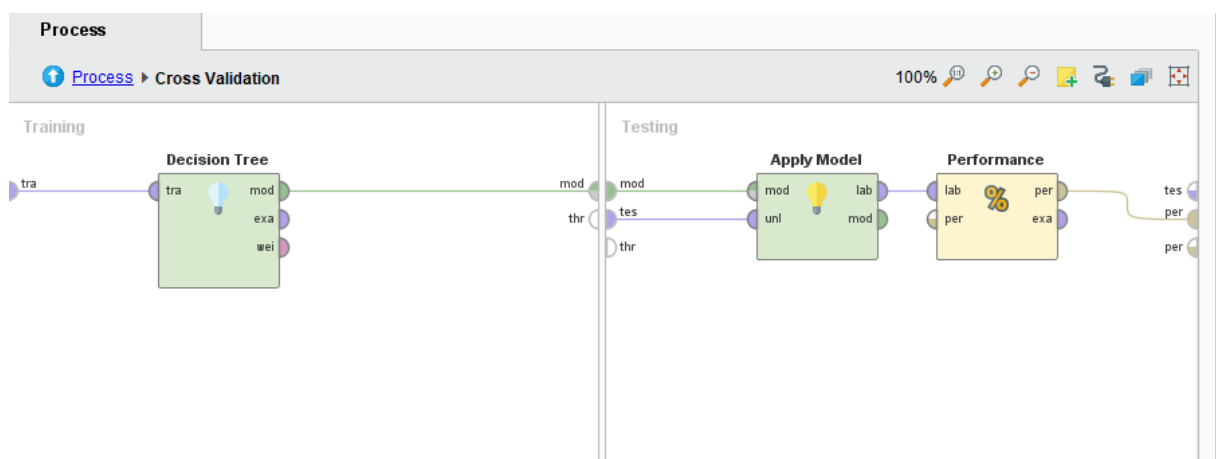 Process
Process ▸ Cross Validation
100%
Training
Testing
Decision Tree
Apply Model
Performance
tra
tra
mod
exa
wei
mod
thr
mod
tes
thr
mod
unl
lab
mod
lab
per
per
exa
%
tes
per
per